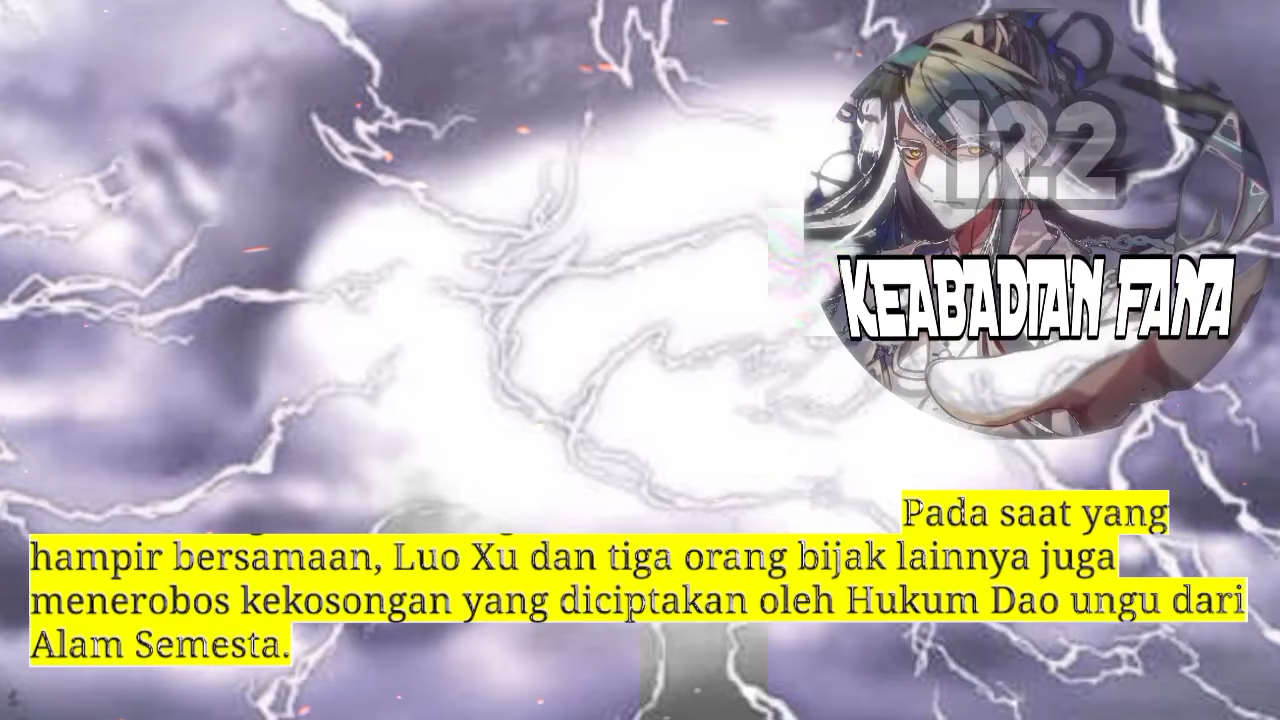 122
KEABADIAN FANA
Pada saat yang
hampir bersamaan, Luo Xu dan tiga orang bijak lainnya juga
menerobos kekosongan yang diciptakan oleh Hukum Dao ungu dari
Alam Semesta.